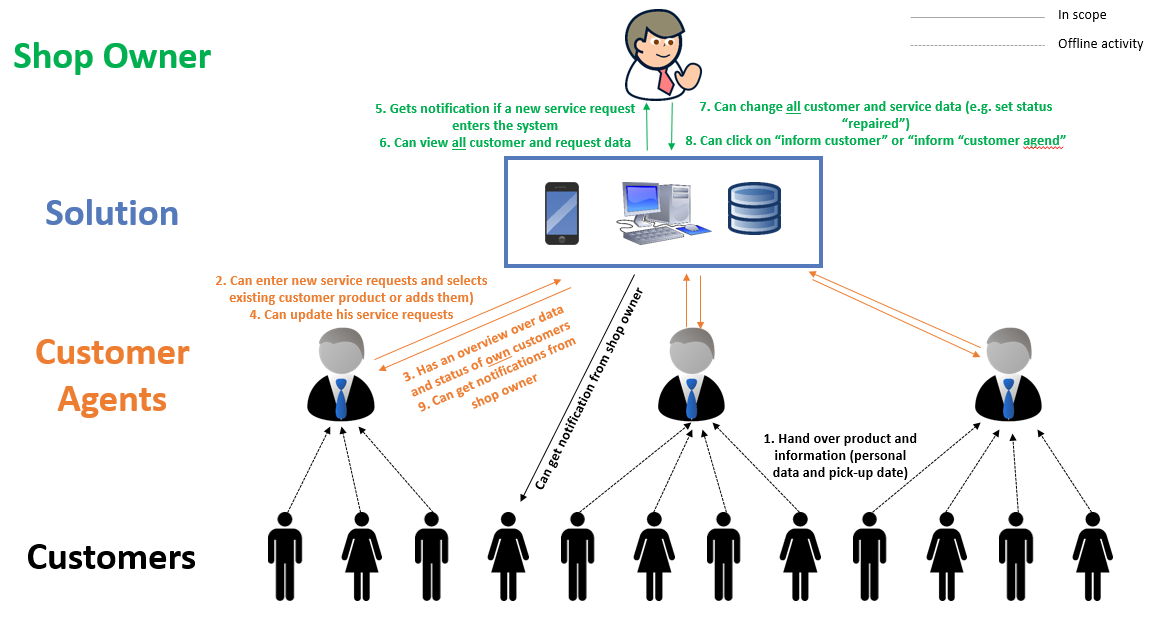 In scope
Offline activity
Shop Owner
5. Gets notification if a new service request
enters the system
6. Can view all customer and request data
7. Can change all customer and service data (e.g. set status
“repaired”)
8. Can click on “inform customer” or “inform “customer agend”
Solution
2. Can enter new service requests and selects
existing customer product or adds them)
4. Can update his service requests
Customer
Agents
3. Has an overview over data
and status of own customers
9. Can get notifications from
shop owner
Can get notification from shop owner
1. Hand over product and
information (personal
data and pick-up date)
Customers